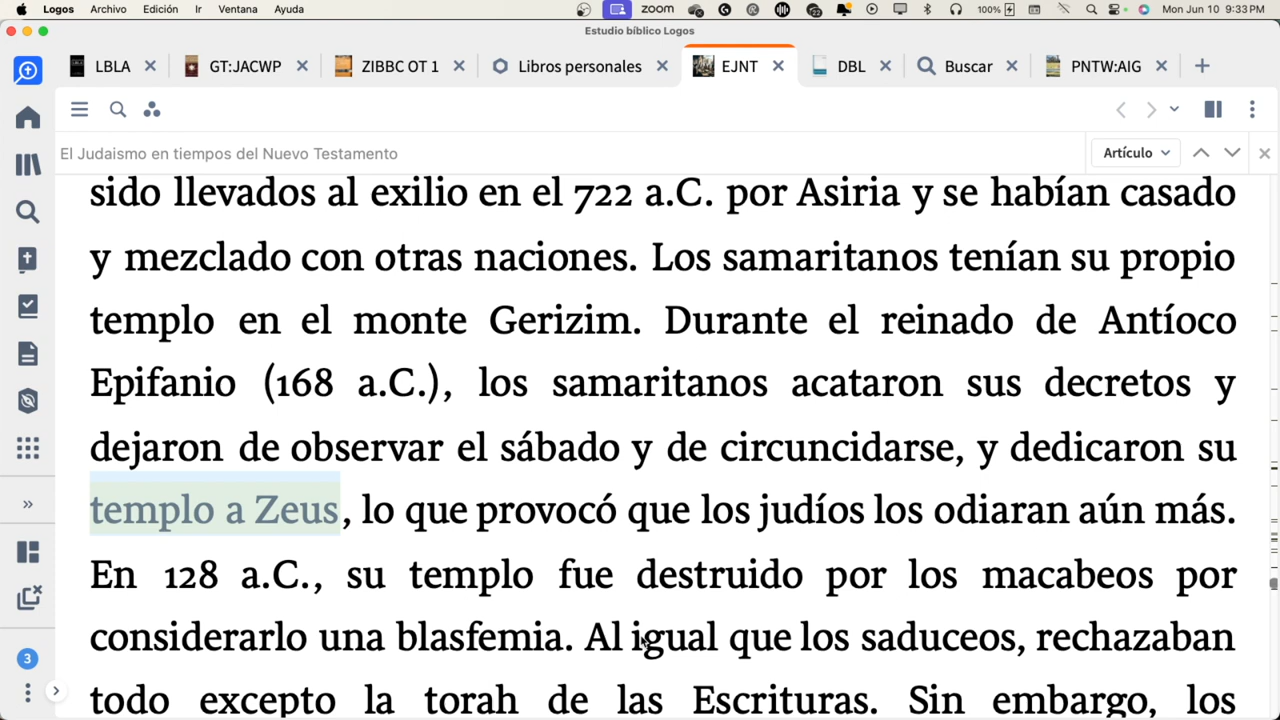 Logos Archivo Edición Ir Ventana Ayuda zoom 100% Mon Jun 10 9:33 PM
Estudio bíblico Logos
LBLA GT:JACWP ZIBBC OT 1 Libros personales EJNT DBL Buscar PNTW:AIG
El Judaismo en tiempos del Nuevo Testamento Artículo
sido llevados al exilio en el 722 a.C. por Asiria y se habían casado
y mezclado con otras naciones. Los samaritanos tenían su propio
templo en el monte Gerizim. Durante el reinado de Antíoco
Epifanio (168 a.C.), los samaritanos acataron sus decretos y
dejaron de observar el sábado y de circuncidarse, y dedicaron su
templo a Zeus, lo que provocó que los judíos los odiaran aún más.
En 128 a.C., su templo fue destruido por los macabeos por
considerarlo una blasfemia. Al igual que los saduceos, rechazaban
todo excepto la torah de las Escrituras. Sin embargo, los
3